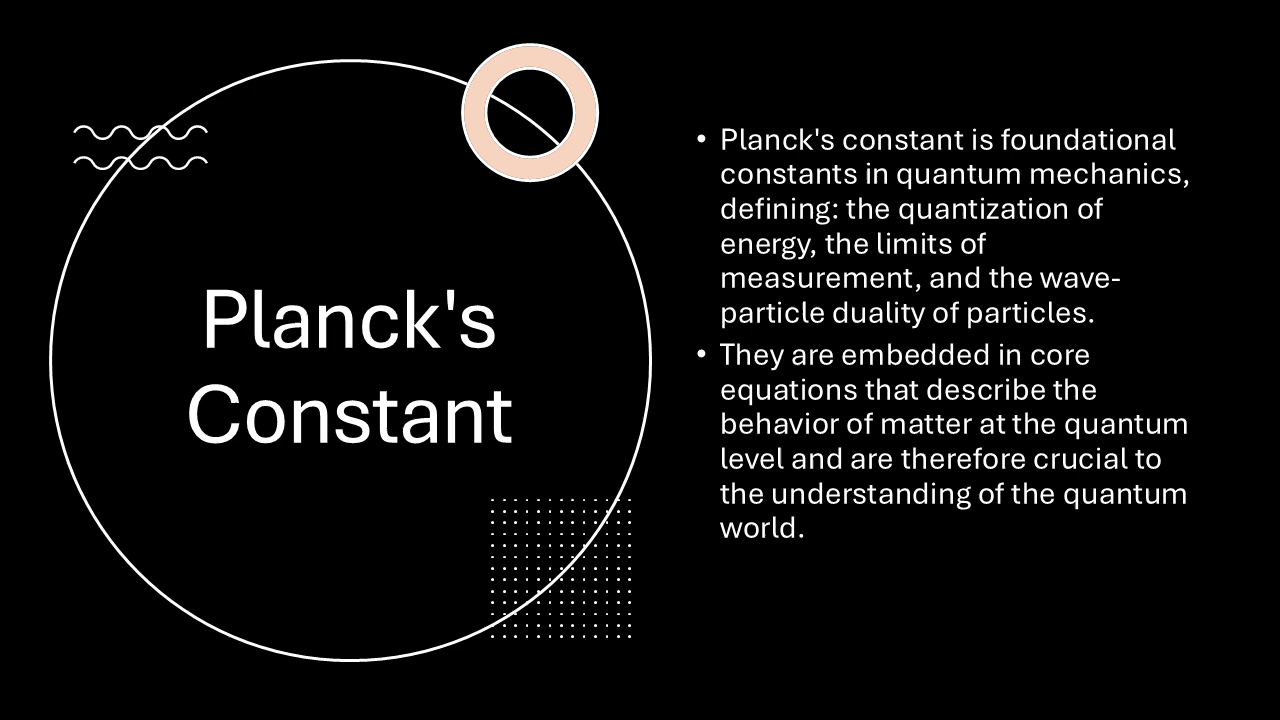 Planck's
Constant
• Planck's constant is foundational
constants in quantum mechanics,
defining: the quantization of
energy, the limits of
measurement, and the wave-
particle duality of particles.
• They are embedded in core
equations that describe the
behavior of matter at the quantum
level and are therefore crucial to
the understanding of the quantum
world.